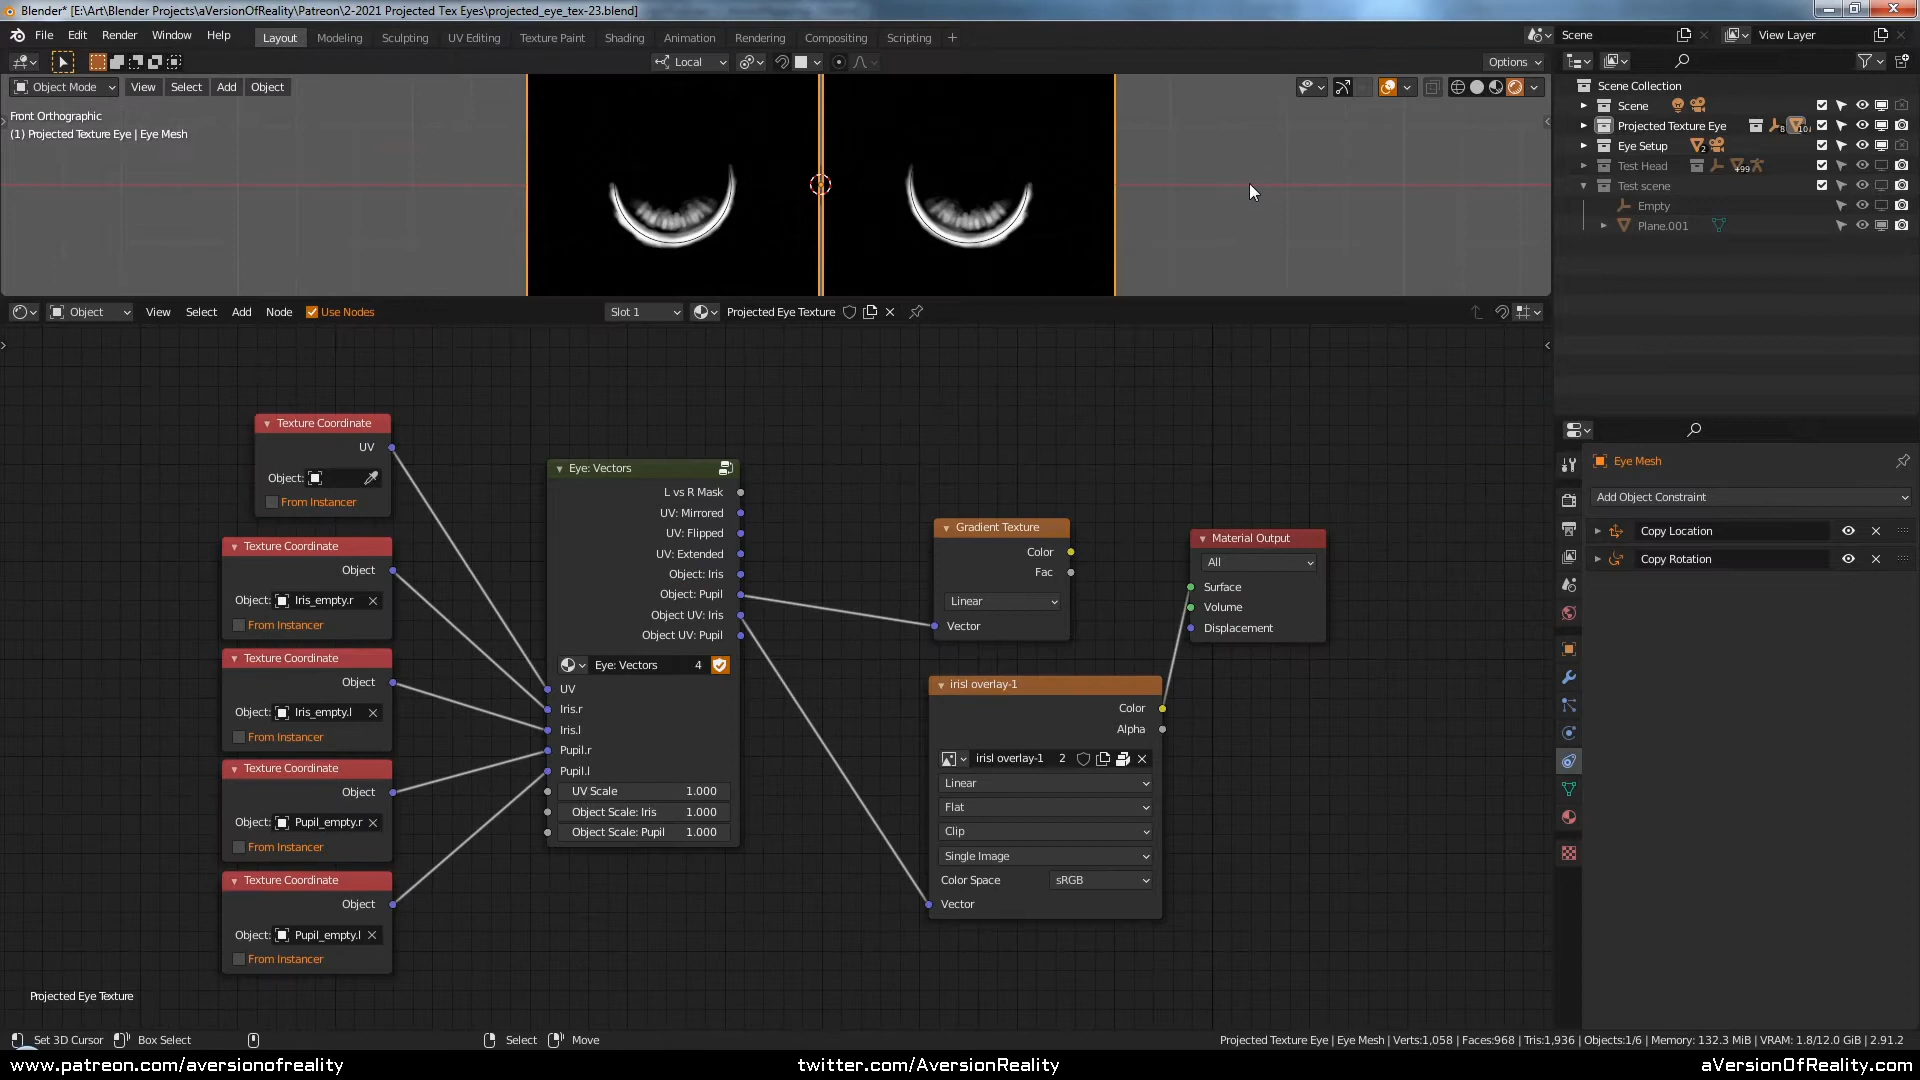 Blender* [E:\Art\Blender Projects\aVersionOfReality\Patreon\2-2021 Projected Tex Eyes\projected_eye_tex-23.blend]
File Edit Render Window Help Layout Modeling Sculpting UV Editing Texture Paint Shading Animation Rendering Compositing Scripting + Scene View Layer
Local Options
Object Mode View Select Add Object
Front Orthographic
(1) Projected Texture Eye | Eye Mesh
Scene Collection
Scene
Projected Texture Eye 8 10
Eye Setup 2
Test Head +99
Test scene
Empty
Plane.001
Object View Select Add Node Object Use Nodes Slot 1 Projected Eye Texture
Texture Coordinate
UV
Object:
From Instancer
Texture Coordinate
Object
Object: Iris_empty.r
From Instancer
Texture Coordinate
Object
Object: Iris_empty.l
From Instancer
Texture Coordinate
Object
Object: Pupil_empty.r
From Instancer
Texture Coordinate
Object
Object: Pupil_empty.l
From Instancer
Eye: Vectors
L vs R Mask
UV: Mirrored
UV: Flipped
UV: Extended
Object: Iris
Object: Pupil
Object UV: Iris
Object UV: Pupil
Eye: Vectors 4
UV
Iris.r
Iris.l
Pupil.r
Pupil.l
UV Scale 1.000
Object Scale: Iris 1.000
Object Scale: Pupil 1.000
Gradient Texture
Color
Fac
Linear
Vector
irisl overlay-1
Color
Alpha
irisl overlay-1 2
Linear
Flat
Clip
Single Image
Color Space sRGB
Vector
Material Output
All
Surface
Volume
Displacement
Eye Mesh
Add Object Constraint
Copy Location
Copy Rotation
Projected Eye Texture
Set 3D Cursor Box Select Select Move
Projected Texture Eye | Eye Mesh | Verts:1,058 | Faces:968 | Tris:1,936 | Objects:1/6 | Memory: 132.3 MiB | VRAM: 1.8/12.0 GiB | 2.91.2
www.patreon.com/aversionofreality
twitter.com/AversionReality
aVersionOfReality.com